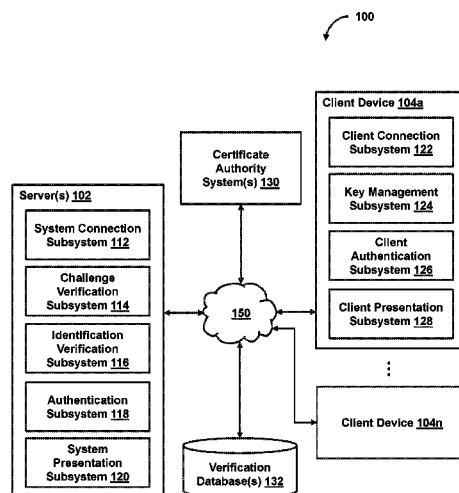 100
Client Device 104a
Client Connection
Subsystem 122
Key Management
Subsystem 124
Client
Authentication
Subsystem 126
Client Presentation
Subsystem 128
Certificate
Authority
System(s) 130
Server(s) 102
System Connection
Subsystem 112
Challenge
Verification
Subsystem 114
Identification
Verification
Subsystem 116
Authentication
Subsystem 118
System
Presentation
Subsystem 120
150
Client Device 104n
Verification
Database(s) 132